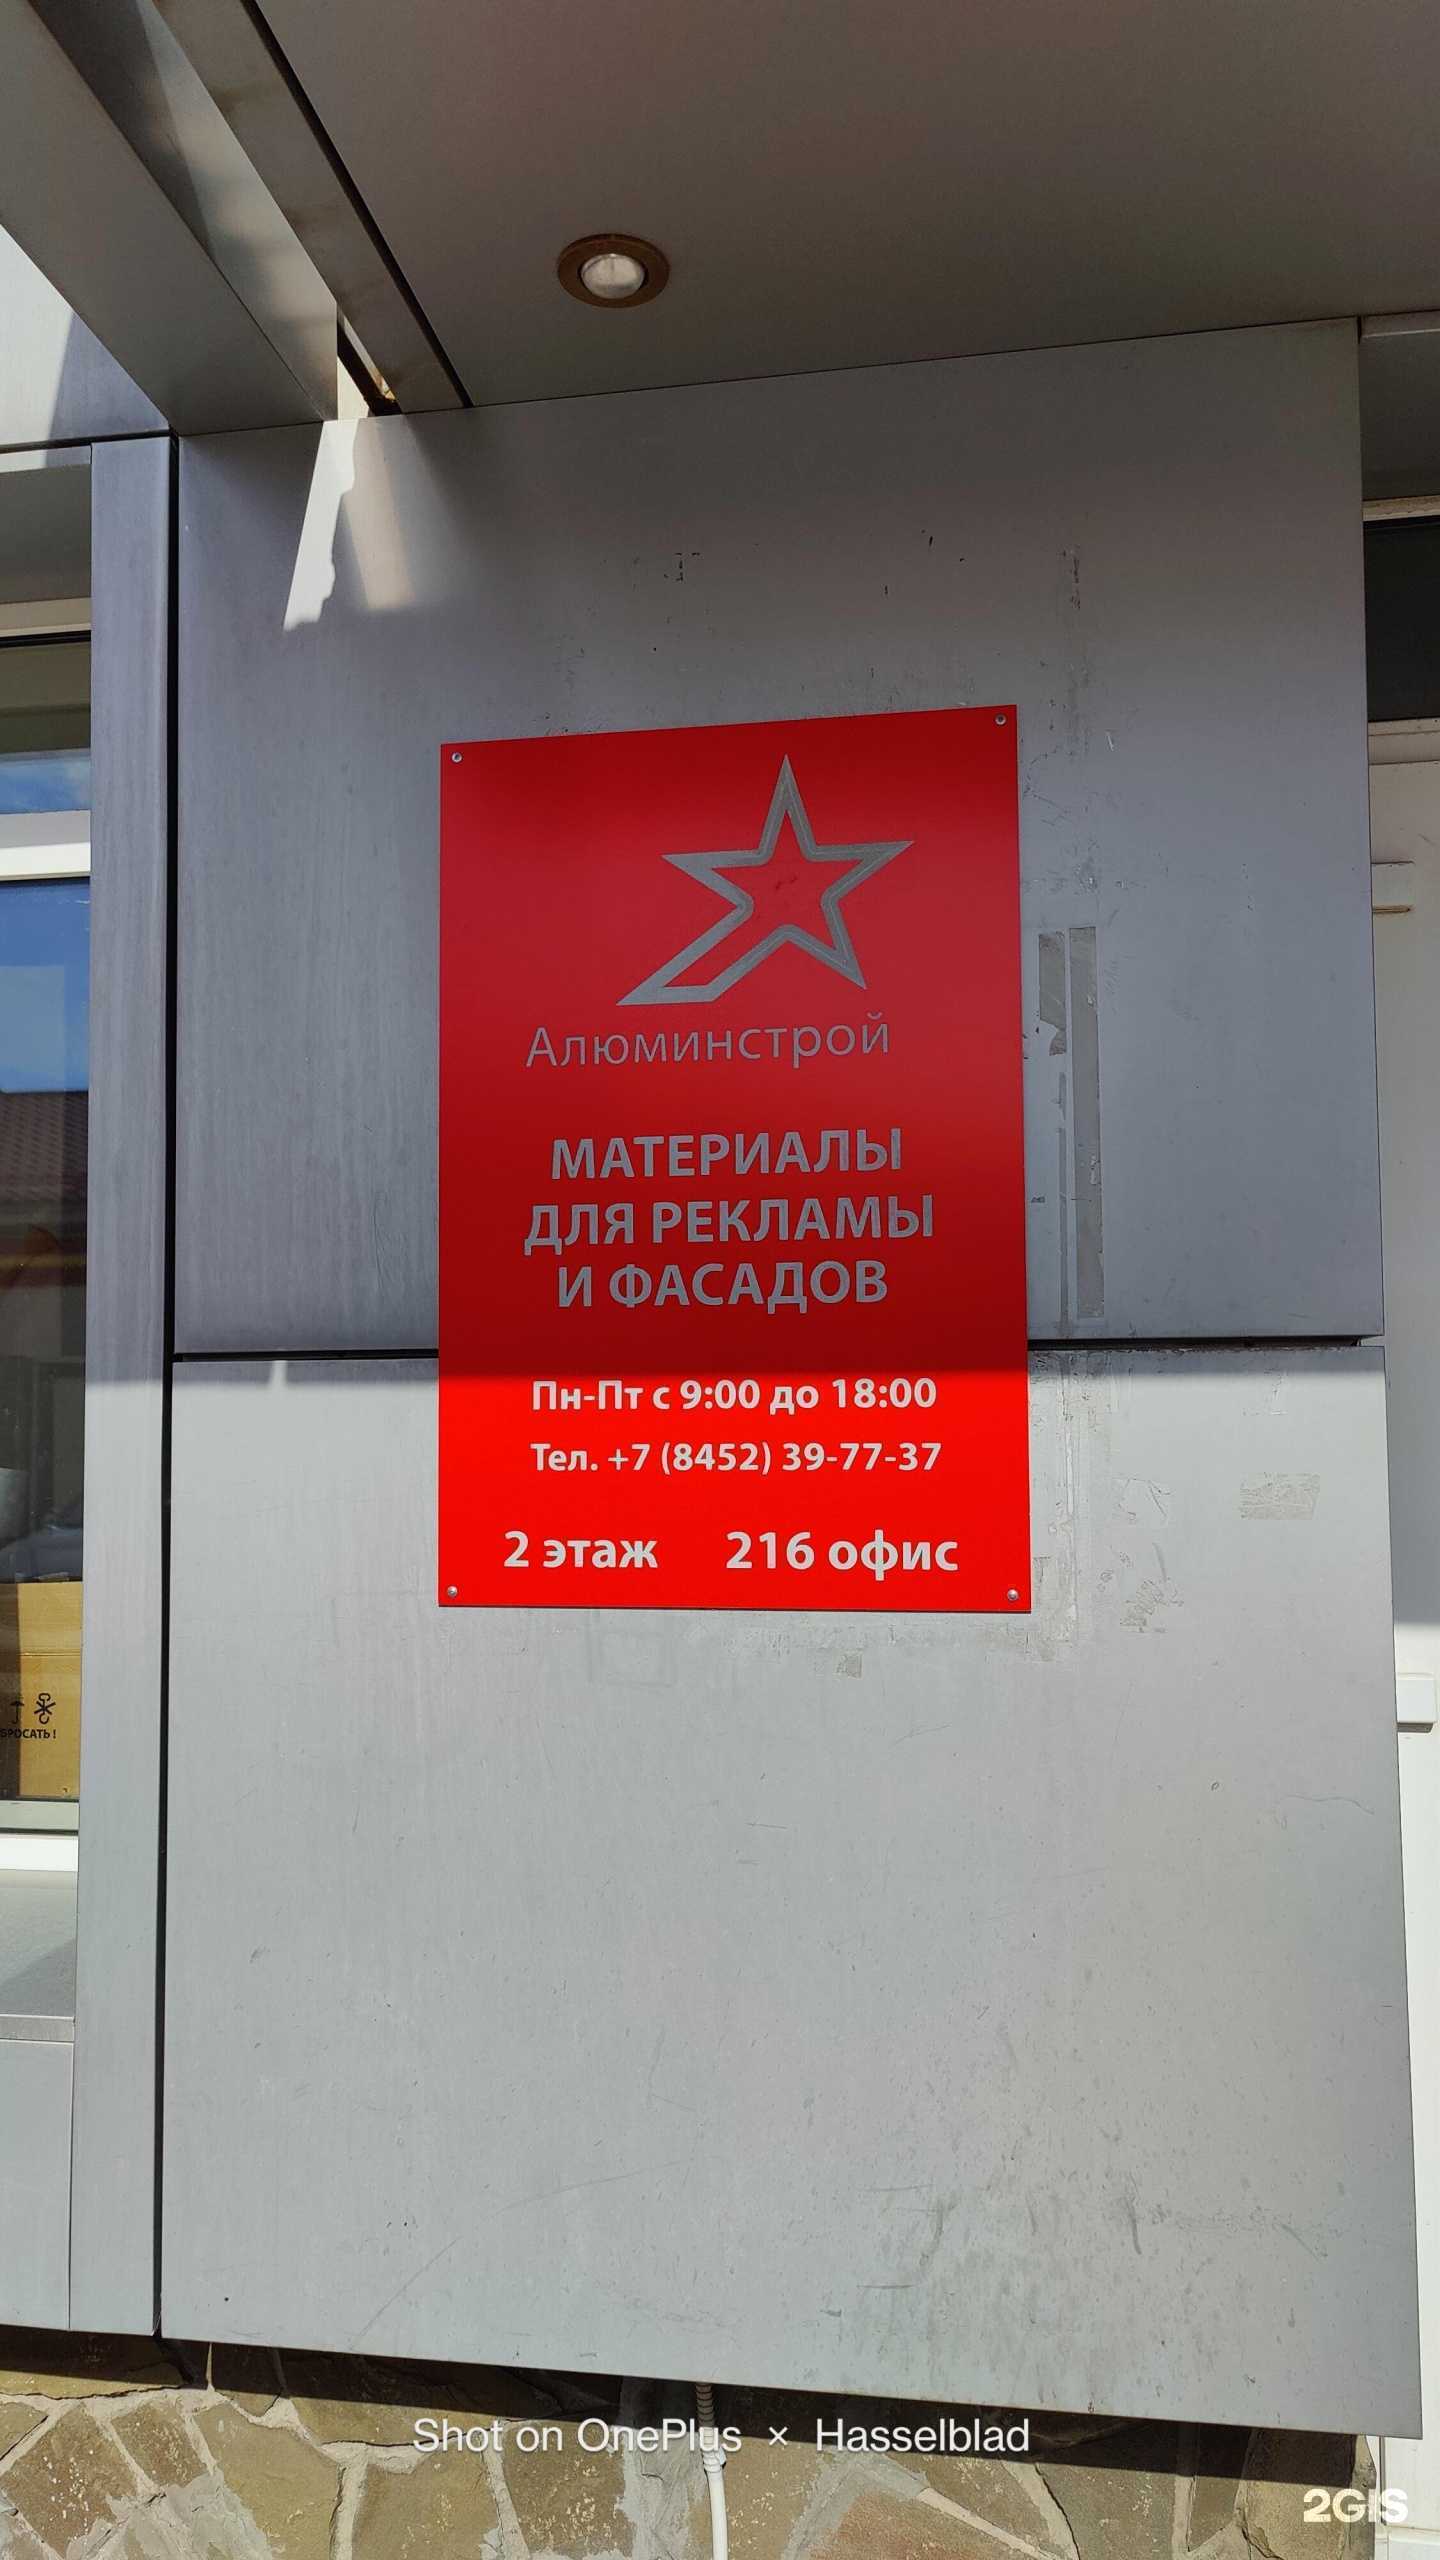 Алюминстрой
МАТЕРИАЛЫ
ДЛЯ РЕКЛАМЫ
И ФАСАДОВ
Пн-Пт с 9:00 до 18:00
Тел. +7 (8452) 39-77-37
2 этаж 216 офис
БРОСАТЬ!
Shot on OnePlus × Hasselblad
2GIS